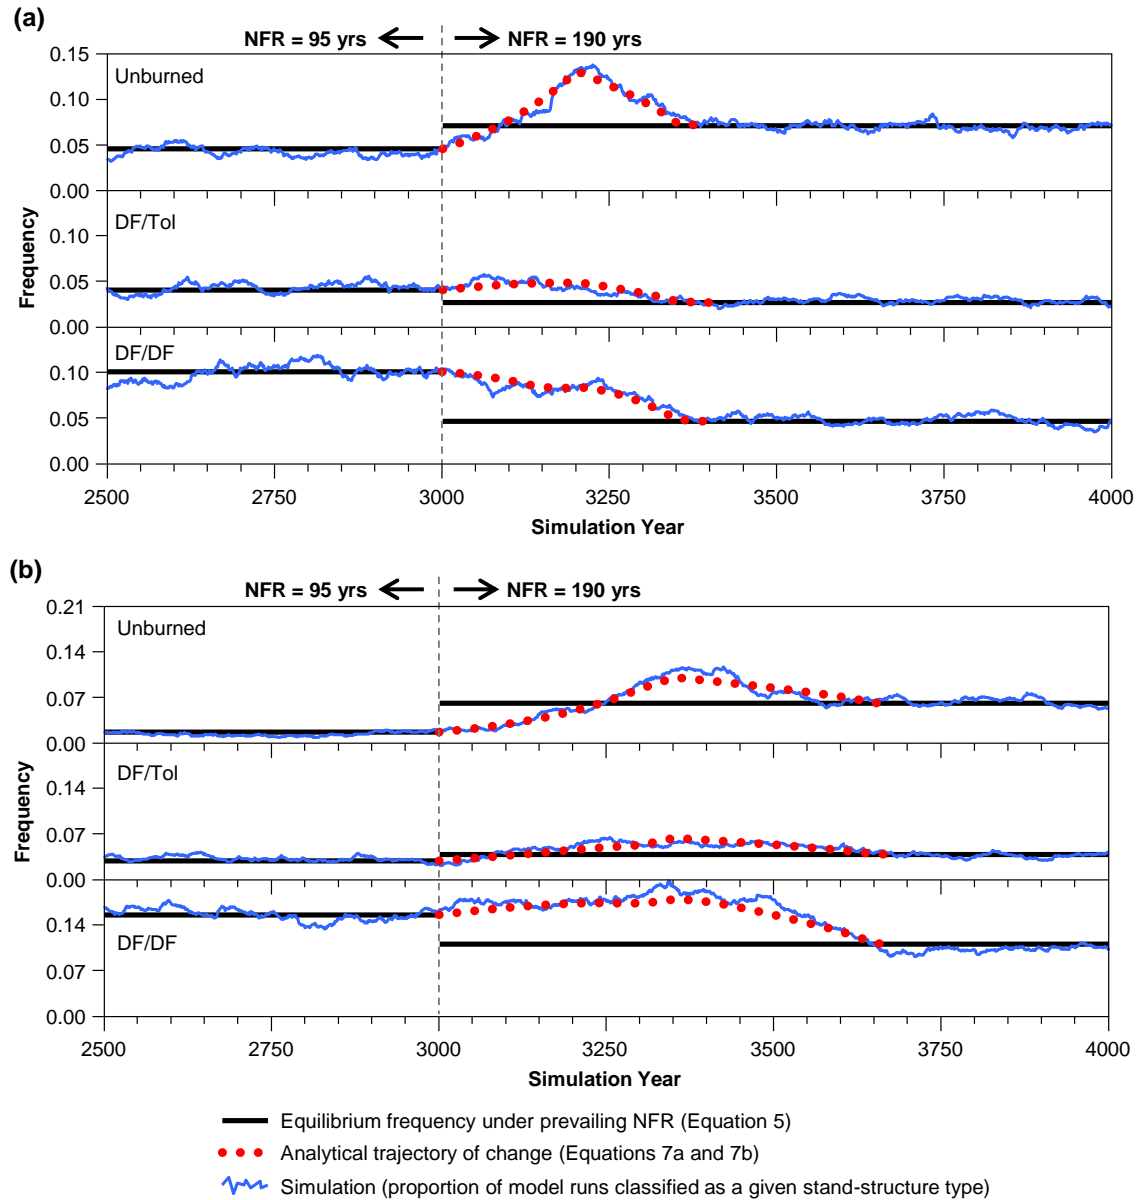 (a)
NFR = 95 yrs
NFR = 190 yrs
0.15
Unburned
0.10
0.05
0.00
DF/Tol
0.10
0.05
0.00
DF/DF
0.10
0.05
0.00
Frequency
2500
2750
3000
3250
3500
3750
4000
Simulation Year
(b)
NFR = 95 yrs
NFR = 190 yrs
0.21
Unburned
0.14
0.07
0.00
DF/Tol
0.14
0.07
0.00
0.14
DF/DF
0.07
0.00
Frequency
2500
2750
3000
3250
3500
3750
4000
Simulation Year
Equilibrium frequency under prevailing NFR (Equation 5)
Analytical trajectory of change (Equations 7a and 7b)
Simulation (proportion of model runs classified as a given stand-structure type)